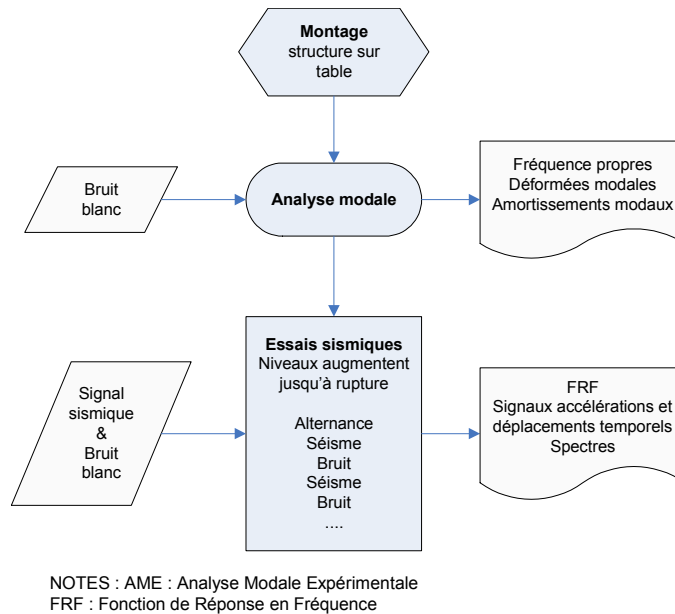 Montage
structure sur
table
Bruit
blanc
Analyse modale
Fréquence propres
Déformées modales
Amortissements modaux
Signal
sismique
&
Bruit
blanc
Essais sismiques
Niveaux augmentent
jusqu'à rupture
Alternance
Séisme
Bruit
Séisme
Bruit
....
FRF
Signaux accélérations et
déplacements temporels
Spectres
NOTES : AME : Analyse Modale Expérimentale
FRF : Fonction de Réponse en Fréquence